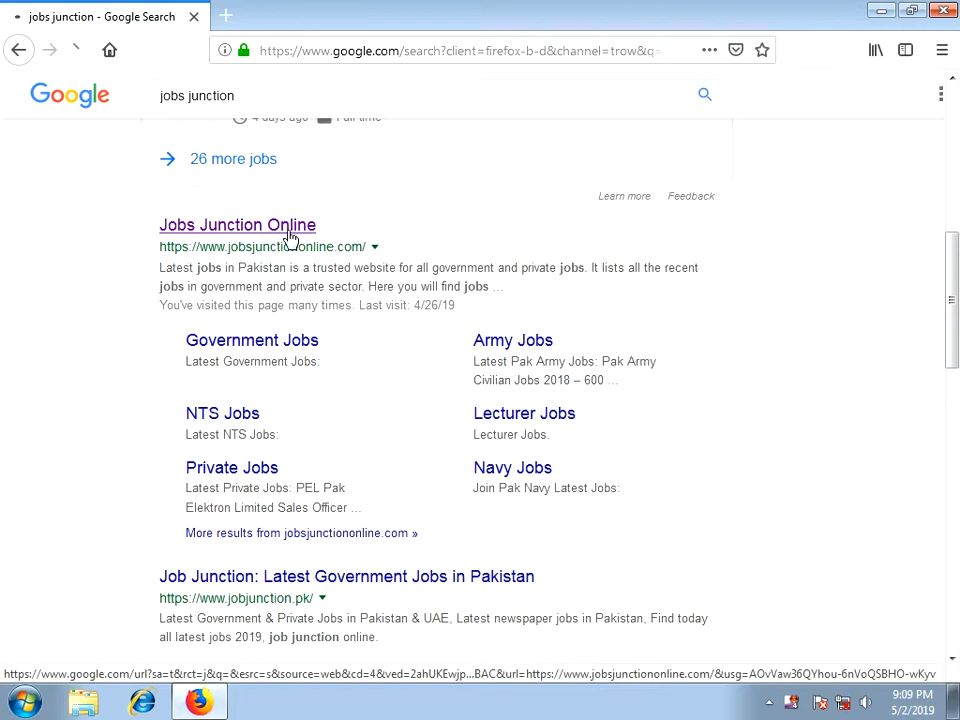 jobs junction - Google Search
https://www.google.com/search?client=firefox-b-d&channel=trow&q=
Google
jobs junction
4 days ago Full-time
26 more jobs
Learn more Feedback
Jobs Junction Online
https://www.jobsjunctiononline.com/
Latest jobs in Pakistan is a trusted website for all government and private jobs. It lists all the recent
jobs in government and private sector. Here you will find jobs ...
You've visited this page many times. Last visit: 4/26/19
Government Jobs
Latest Government Jobs:
Army Jobs
Latest Pak Army Jobs: Pak Army
Civilian Jobs 2018 – 600 ...
NTS Jobs
Latest NTS Jobs:
Lecturer Jobs
Lecturer Jobs.
Private Jobs
Latest Private Jobs: PEL Pak
Elektron Limited Sales Officer ...
Navy Jobs
Join Pak Navy Latest Jobs:
More results from jobsjunctiononline.com »
Job Junction: Latest Government Jobs in Pakistan
https://www.jobjunction.pk/
Latest Government & Private Jobs in Pakistan & UAE, Latest newspaper jobs in Pakistan, Find today
all latest jobs 2019, job junction online.
https://www.google.com/url?sa=t&rct=j&q=&esrc=s&source=web&cd=4&ved=2ahUKEwjp...BAC&url=https://www.jobsjunctiononline.com/&usg=AOvVaw36QYhou-6nVoQSBHO-wKyv
9:09 PM
5/2/2019